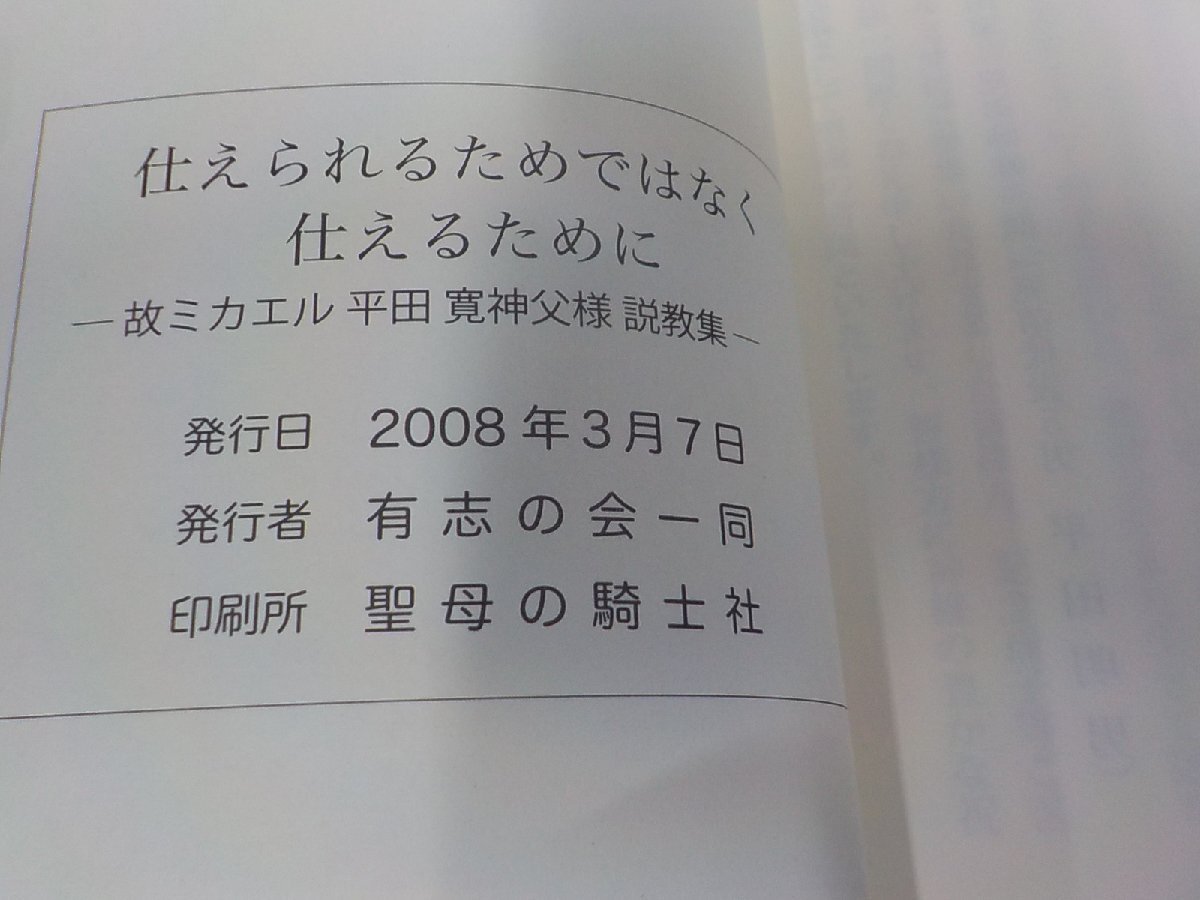 仕えられるためではなく
仕えるために
―故ミカエル 平田 寛神父様 説教集―
発行日 2008年3月7日
発行者 有志の会一同
印刷所 聖母の騎士社